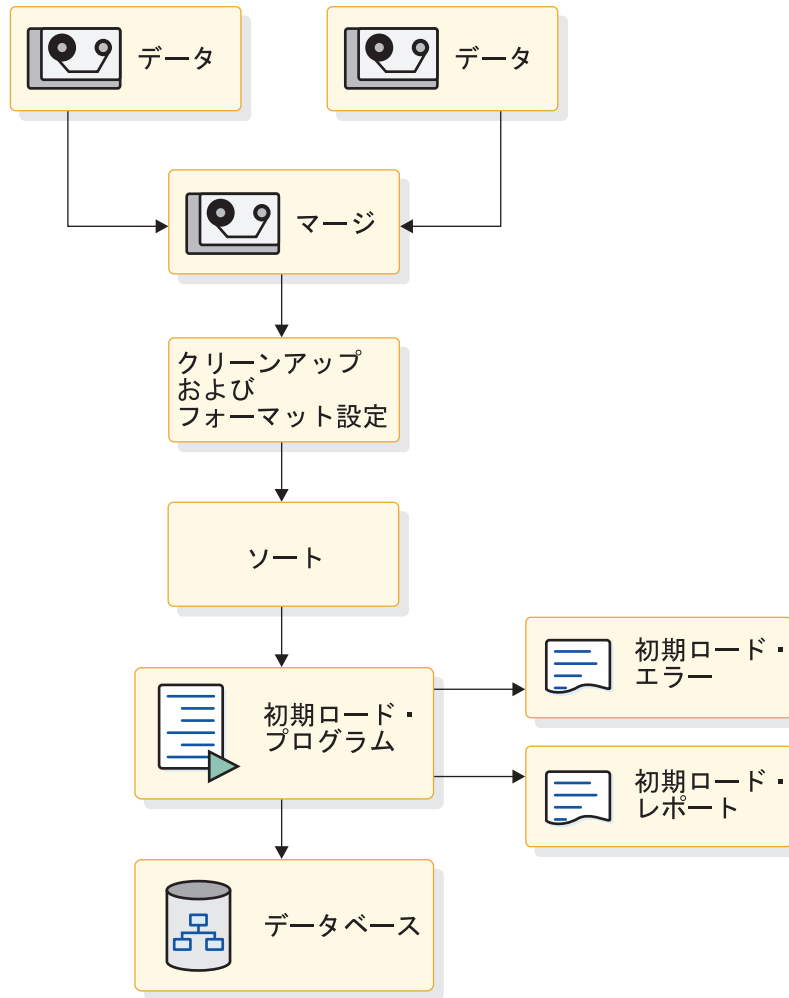 データ
データ
マージ
クリーンアップ
および
フォーマット設定
ソート
初期ロード・
プログラム
初期ロード・
エラー
初期ロード・
レポート
データベース